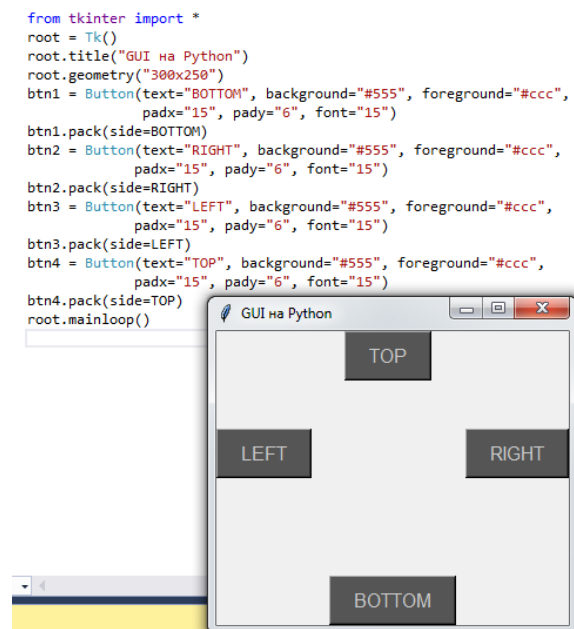 from tkinter import *
root = Tk()
root.title("GUI на Python")
root.geometry("300x250")
btn1 = Button(text="BOTTOM", background="#555", foreground="#ccc",
              padx="15", pady="6", font="15")
btn1.pack(side=BOTTOM)
btn2 = Button(text="RIGHT", background="#555", foreground="#ccc",
             padx="15", pady="6", font="15")
btn2.pack(side=RIGHT)
btn3 = Button(text="LEFT", background="#555", foreground="#ccc",
             padx="15", pady="6", font="15")
btn3.pack(side=LEFT)
btn4 = Button(text="TOP", background="#555", foreground="#ccc",
             padx="15", pady="6", font="15")
btn4.pack(side=TOP)
root.mainloop()
GUI на Python
TOP
LEFT
RIGHT
BOTTOM